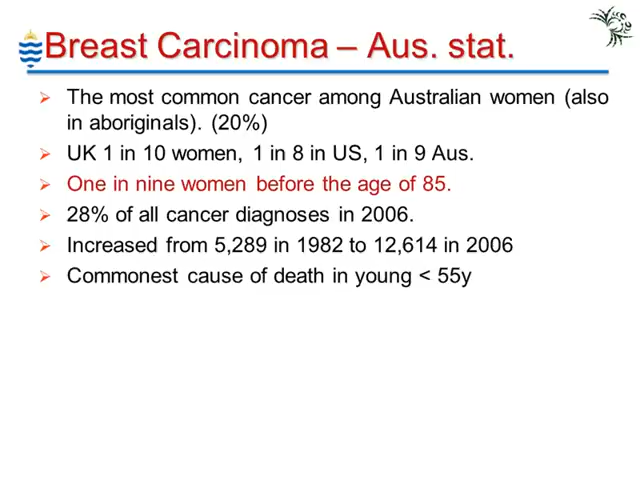 Breast Carcinoma – Aus. stat.
The most common cancer among Australian women (also
in aboriginals). (20%)
UK 1 in 10 women, 1 in 8 in US, 1 in 9 Aus.
One in nine women before the age of 85.
28% of all cancer diagnoses in 2006.
Increased from 5,289 in 1982 to 12,614 in 2006
Commonest cause of death in young < 55y